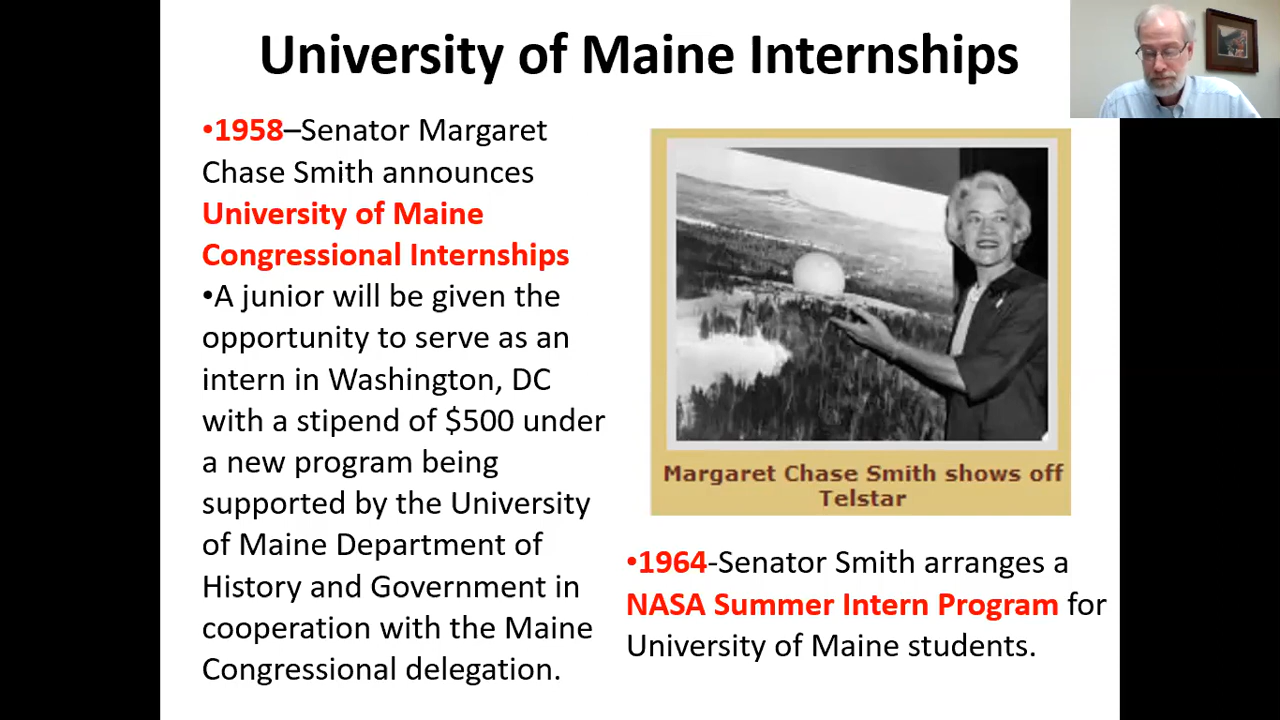 University of Maine Internships
•1958–Senator Margaret
Chase Smith announces
University of Maine
Congressional Internships
•A junior will be given the
opportunity to serve as an
intern in Washington, DC
with a stipend of $500 under
a new program being
supported by the University
of Maine Department of
History and Government in
cooperation with the Maine
Congressional delegation.
Margaret Chase Smith shows off
Telstar
•1964-Senator Smith arranges a
NASA Summer Intern Program for
University of Maine students.